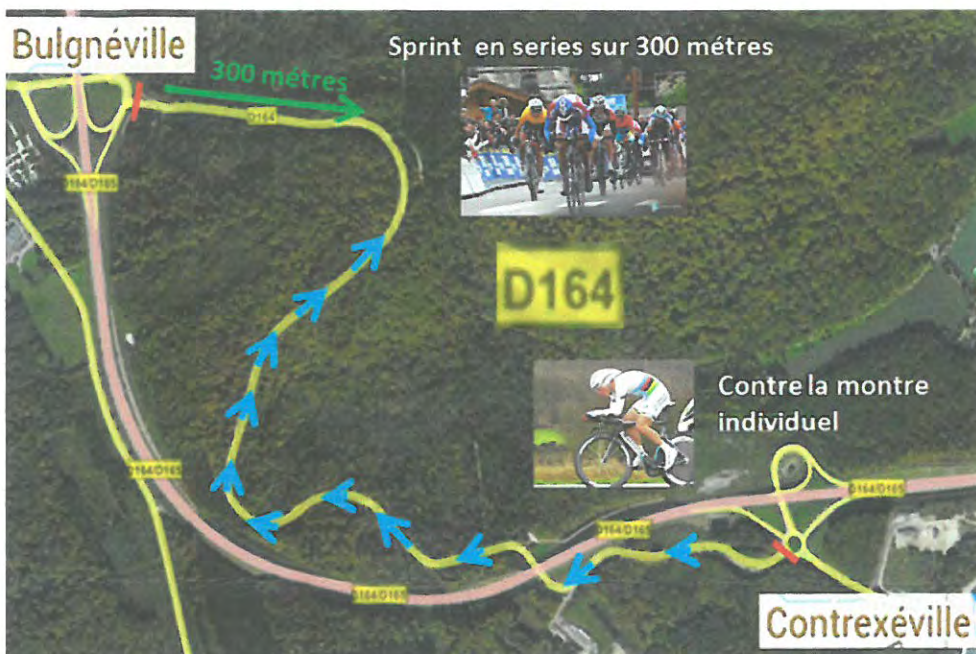 Bulgnéville
Sprint en series sur 300 métres
300 métres
D164
D164/D165
D164
Contre la montre
individuel
D164/D165
D164/D165
D164/D165
D164/D165
Contrexéville